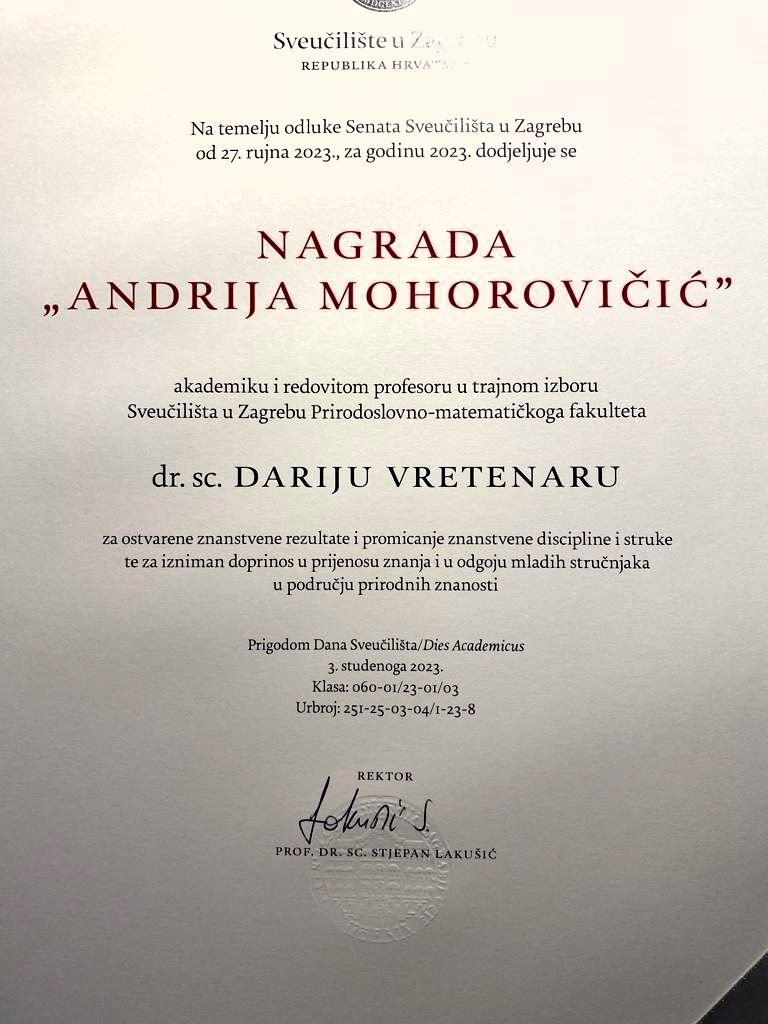 Sveučilište u Zagrebu
REPUBLIKA HRVATSKA
Na temelju odluke Senata Sveučilišta u Zagrebu
od 27. rujna 2023., za godinu 2023. dodjeljuje se
NAGRADA
„ANDRIJA MOHOROVIČIĆ”
akademiku i redovitom profesoru u trajnom izboru
Sveučilišta u Zagrebu Prirodoslovno-matematičkoga fakulteta
dr. sc. DARIJU VRETENARU
za ostvarene znanstvene rezultate i promicanje znanstvene discipline i struke
te za izniman doprinos u prijenosu znanja i u odgoju mladih stručnjaka
u području prirodnih znanosti
Prigodom Dana Sveučilišta/Dies Academicus
3. studenoga 2023.
Klasa: 060-01/23-01/03
Urbroj: 251-25-03-04/1-23-8
REKTOR
Lakušić S.
PROF. DR. SC. STJEPAN LAKUŠIĆ